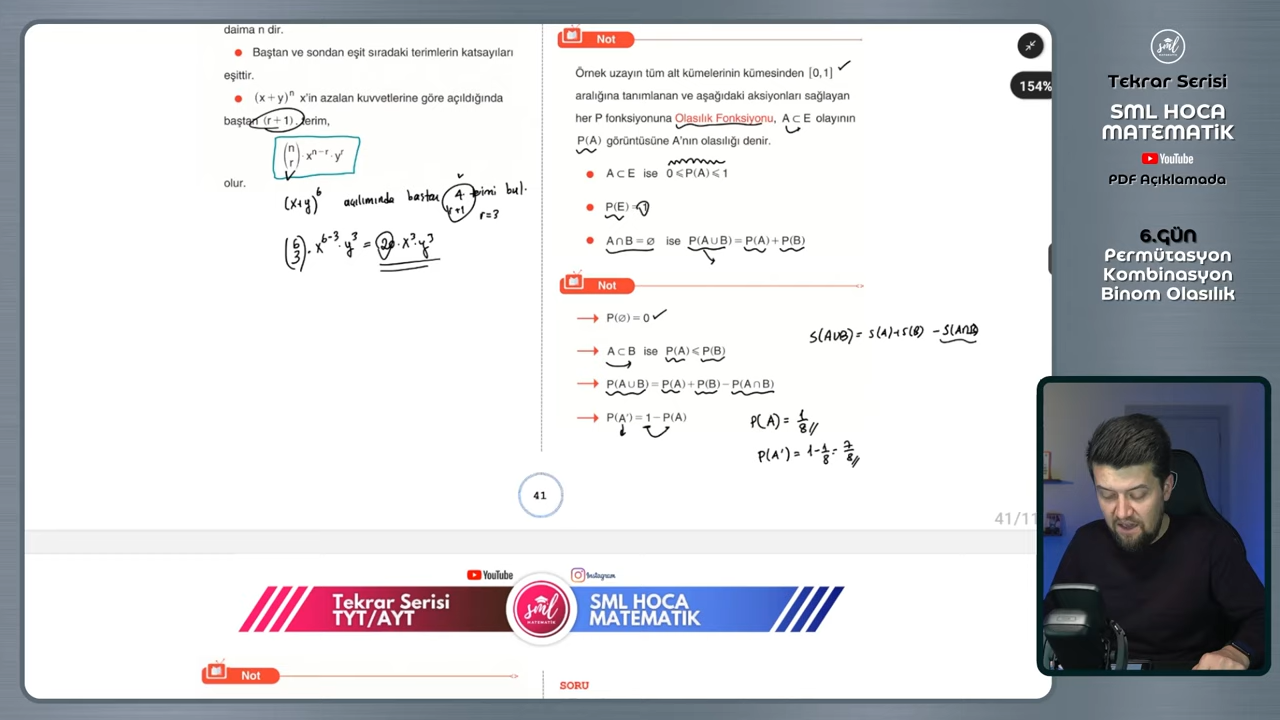 daima n dir.
Baştan ve sondan eşit sıradaki terimlerin katsayıları
eşittir.
(x+y)ⁿ x'in azalan kuvvetlerine göre açıldığında
baştan (r+1). terim,
(n r) · xⁿ⁻ʳ · yʳ
olur.
(x+y)⁶ açılımında baştan 4. terimi bul.
r+1
r=3
(6 3) · x⁶⁻³ · y³ = 20 · x³ · y³
Not
Örnek uzayın tüm alt kümelerinin kümesinden [0,1]
aralığına tanımlanan ve aşağıdaki aksiyonları sağlayan
her P fonksiyonuna Olasılık Fonksiyonu, A⊂E olayının
P(A) görüntüsüne A'nın olasılığı denir.
A⊂E ise 0⩽P(A)⩽1
P(E)=1
A∩B=∅ ise P(A∪B)=P(A)+P(B)
Not
P(∅)=0
A⊂B ise P(A)⩽P(B)
P(A∪B)=P(A)+P(B)−P(A∩B)
P(A')=1−P(A)
S(A∪B)= S(A)+S(B) −S(A∩B)
P(A) = 1/8
P(A') = 1-1/8 = 7/8
41
154%
YouTube
Instagram
Tekrar Serisi
TYT/AYT
sml
MATEMATİK
SML HOCA
MATEMATİK
Not
SORU
sml
MATEMATİK
Tekrar Serisi
SML HOCA
MATEMATİK
YouTube
PDF Açıklamada
6.GÜN
Permütasyon
Kombinasyon
Binom Olasılık